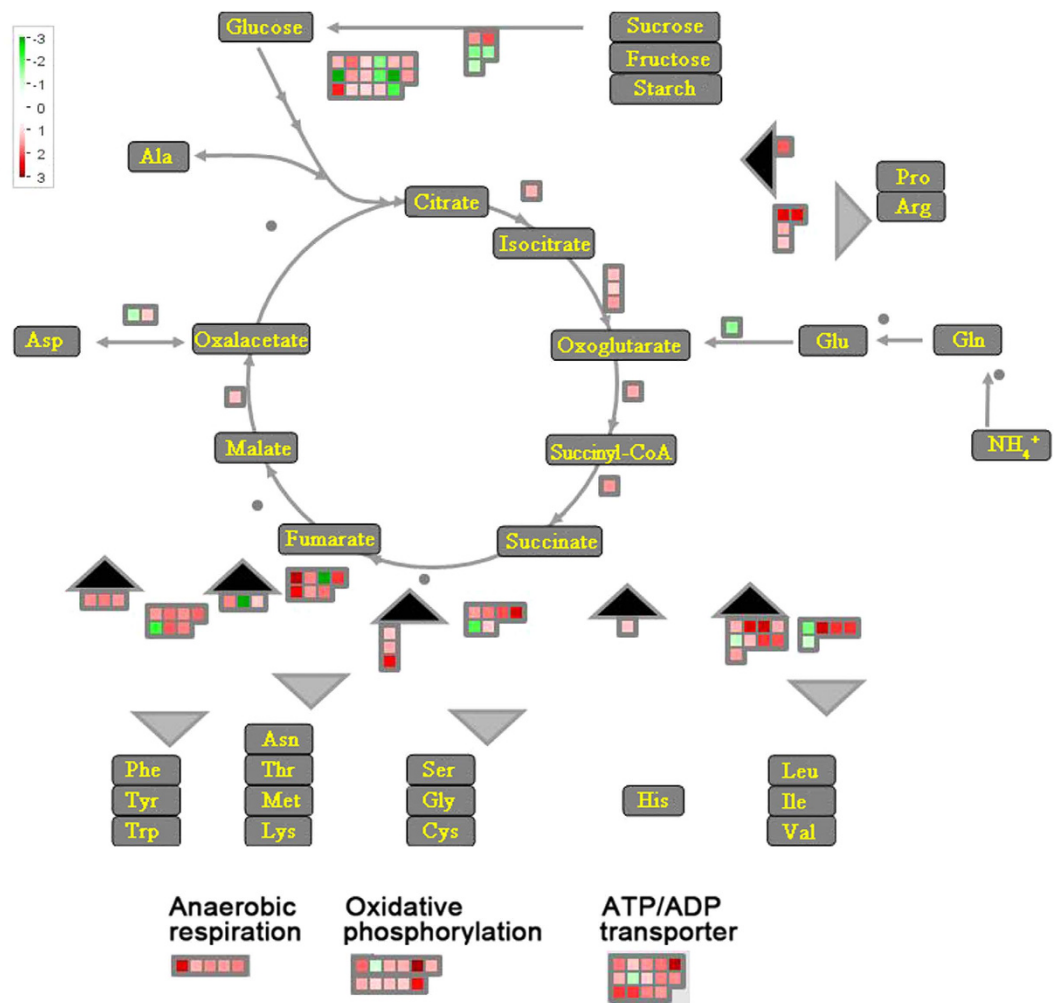 -3
-2
-1
0
1
2
3
Glucose
Sucrose
Fructose
Starch
Ala
Citrate
Pro
Arg
Isocitrate
Asp
Oxalacetate
Oxoglutarate
Glu
Gln
Malate
Succinyl-CoA
NH₄⁺
Fumarate
Succinate
Phe
Tyr
Trp
Asn
Thr
Met
Lys
Ser
Gly
Cys
His
Leu
Ile
Val
Anaerobic
respiration
Oxidative
phosphorylation
ATP/ADP
transporter